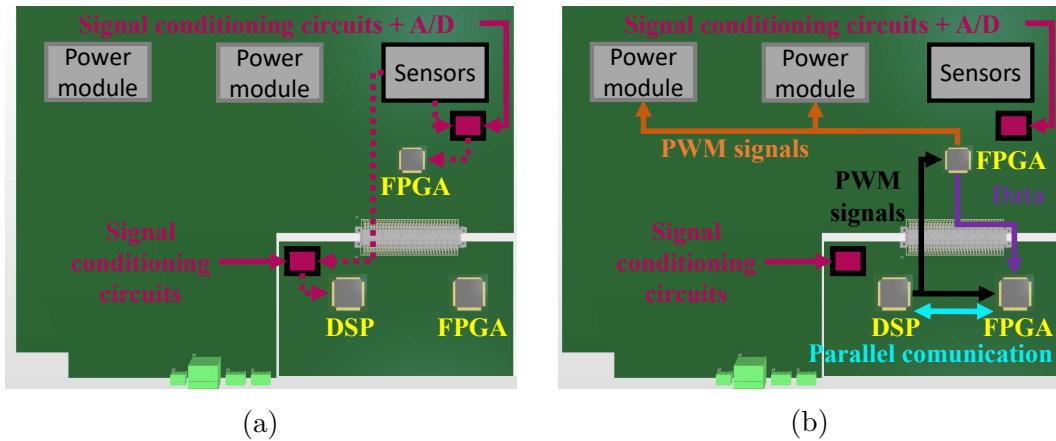 Signal conditioning circuits + A/D
Power
module
Power
module
Sensors
FPGA
Signal
conditioning
circuits
DSP
FPGA
(a)
Signal conditioning circuits + A/D
Power
module
Power
module
Sensors
PWM signals
FPGA
PWM
signals
Data
Signal
conditioning
circuits
DSP
FPGA
Parallel comunication
(b)